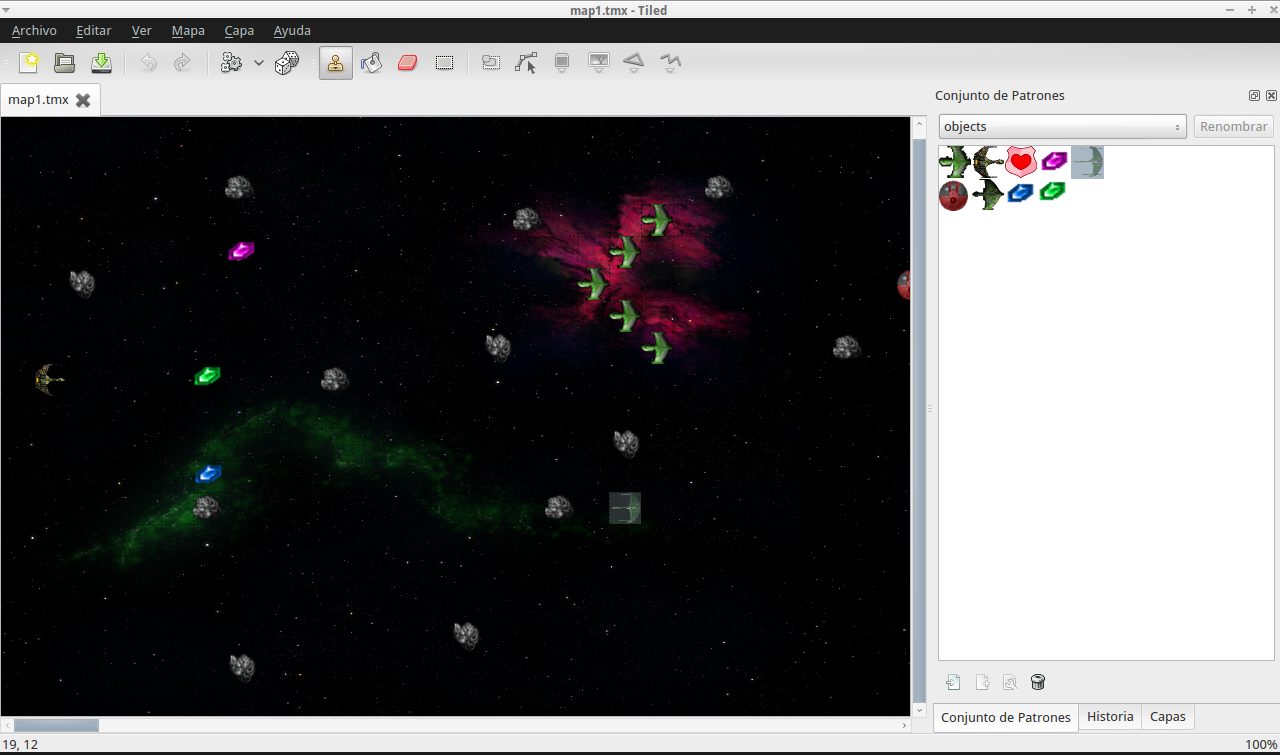 map1.tmx - Tiled
Archivo Editar Ver Mapa Capa Ayuda
map1.tmx
Conjunto de Patrones
objects Renombrar
Conjunto de Patrones Historia Capas
19, 12 100%